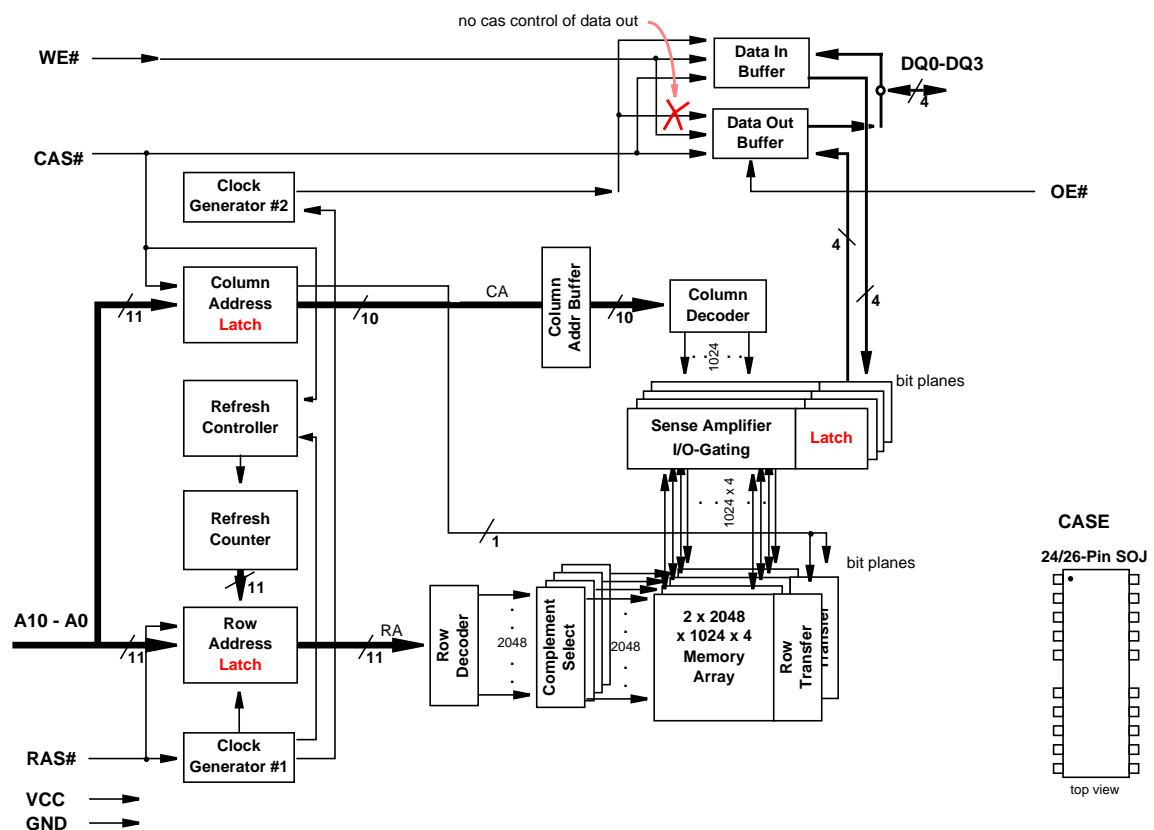 no cas control of data out
WE#
Data In
Buffer
DQ0-DQ3
4
Data Out
Buffer
CAS#
Clock
Generator #2
OE#
4
4
Column
Address
Latch
11
10
CA
Column
Addr Buffer
10
Column
Decoder
. . 1024 . .
bit planes
Sense Amplifier
I/O-Gating
Latch
Refresh
Controller
. . 1024 x 4 . .
Refresh
Counter
1
11
bit planes
CASE
24/26-Pin SOJ
A10 - A0
11
Row
Address
Latch
RA
11
Row
Decoder
2048
Complement
Select
2048
2 x 2048
x 1024 x 4
Memory
Array
Row
Transfer
Transfer
RAS#
Clock
Generator #1
top view
VCC
GND